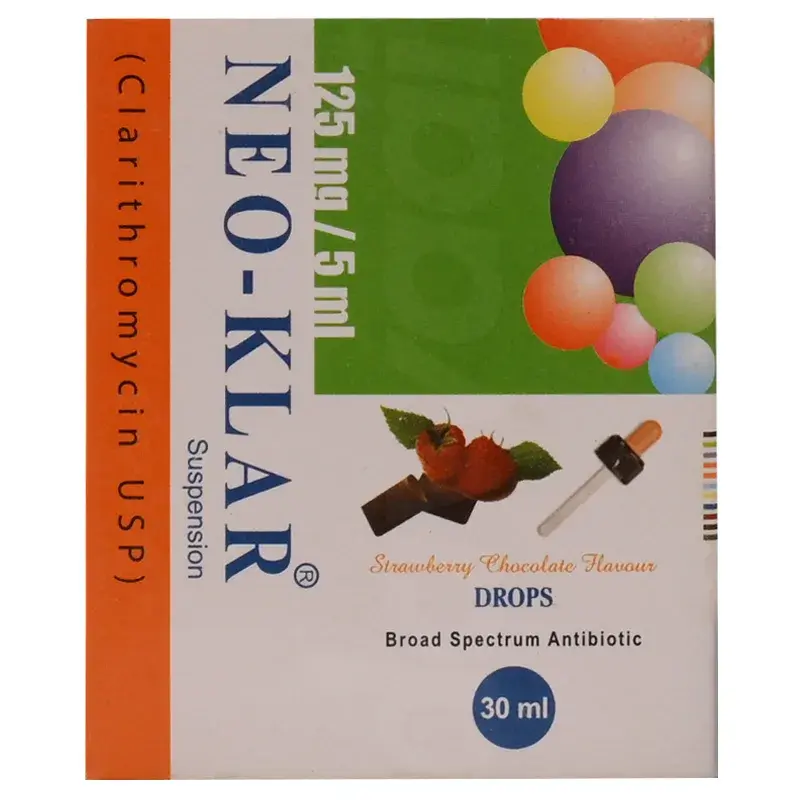 (Clarithromycin USP)
NEO-KLAR®
Suspension
125 mg / 5 ml
Strawberry Chocolate Flavour
DROPS
Broad Spectrum Antibiotic
30 ml